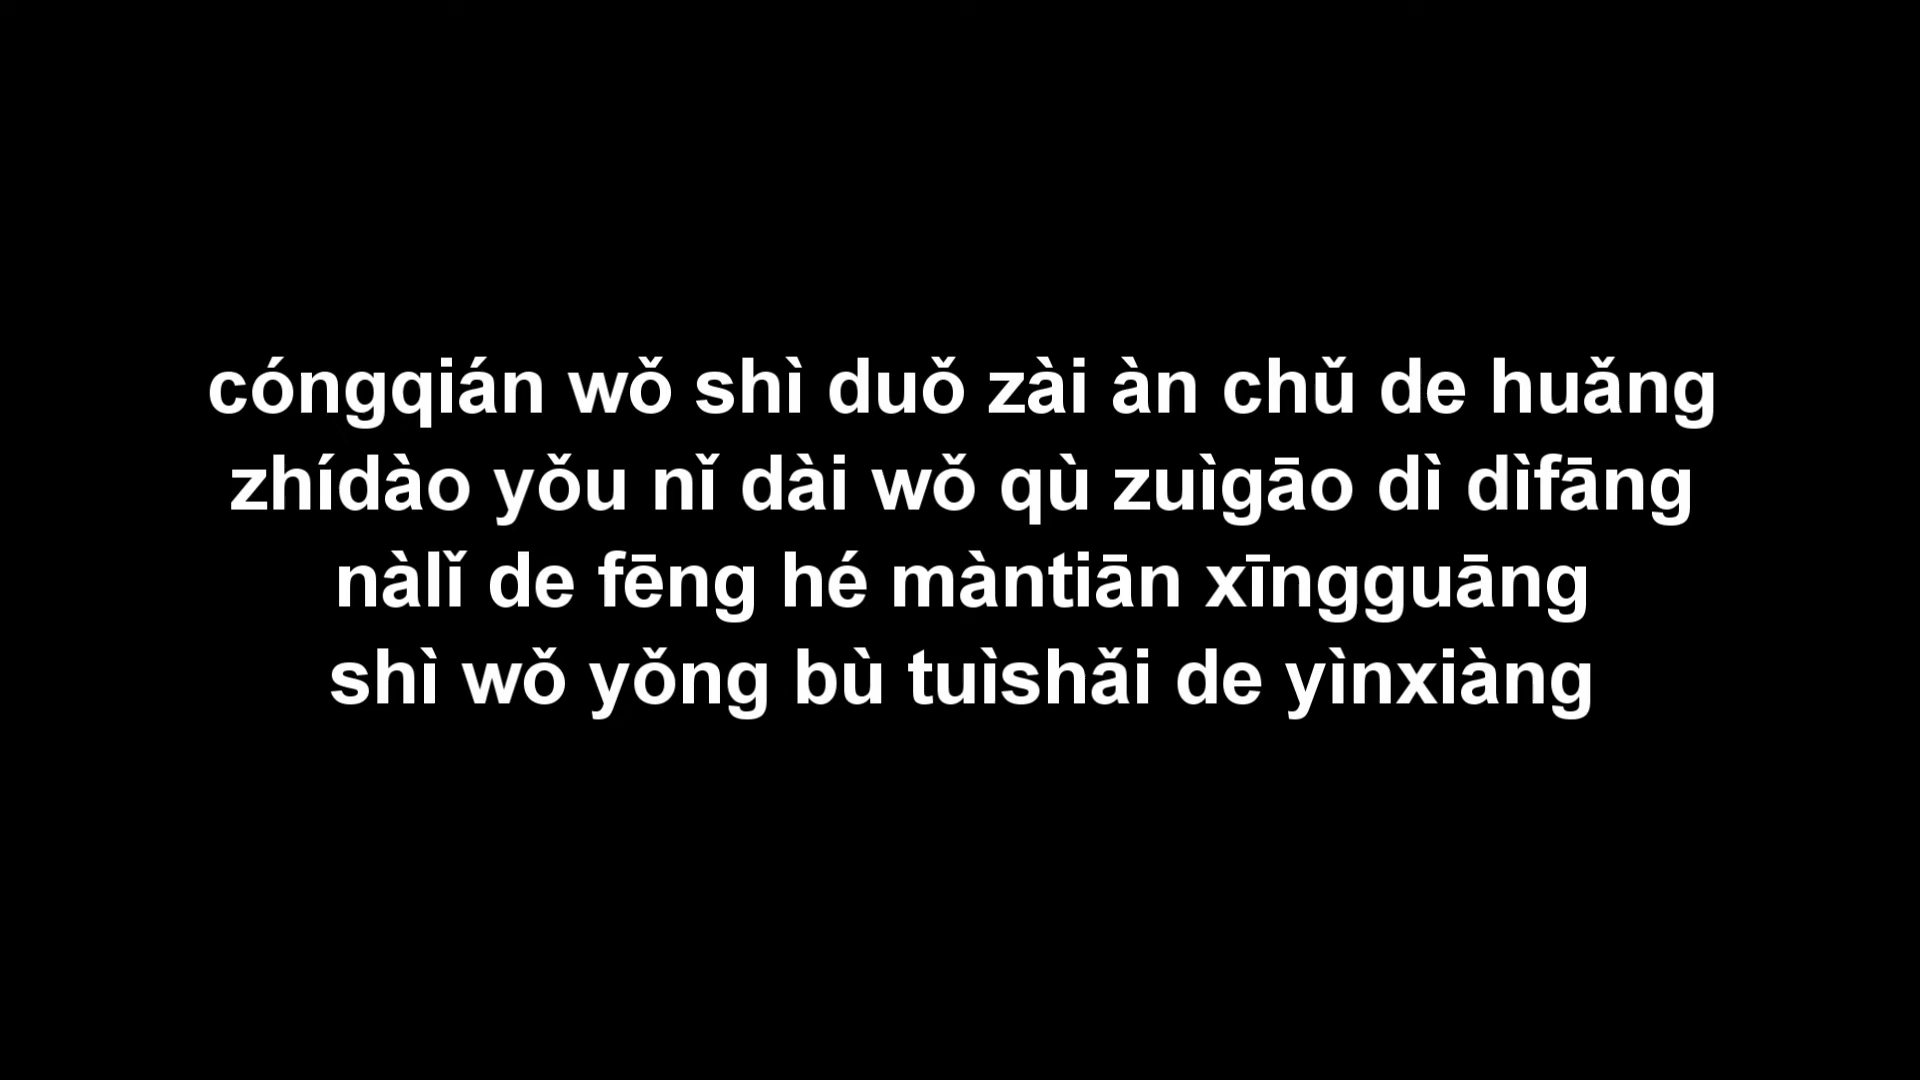 cóngqián wǒ shì duǒ zài àn chǔ de huǎng
zhídào yǒu nǐ dài wǒ qù zuìgāo dì dìfāng
nàlǐ de fēng hé màntiān xīngguāng
shì wǒ yǒng bù tuìshǎi de yìnxiàng